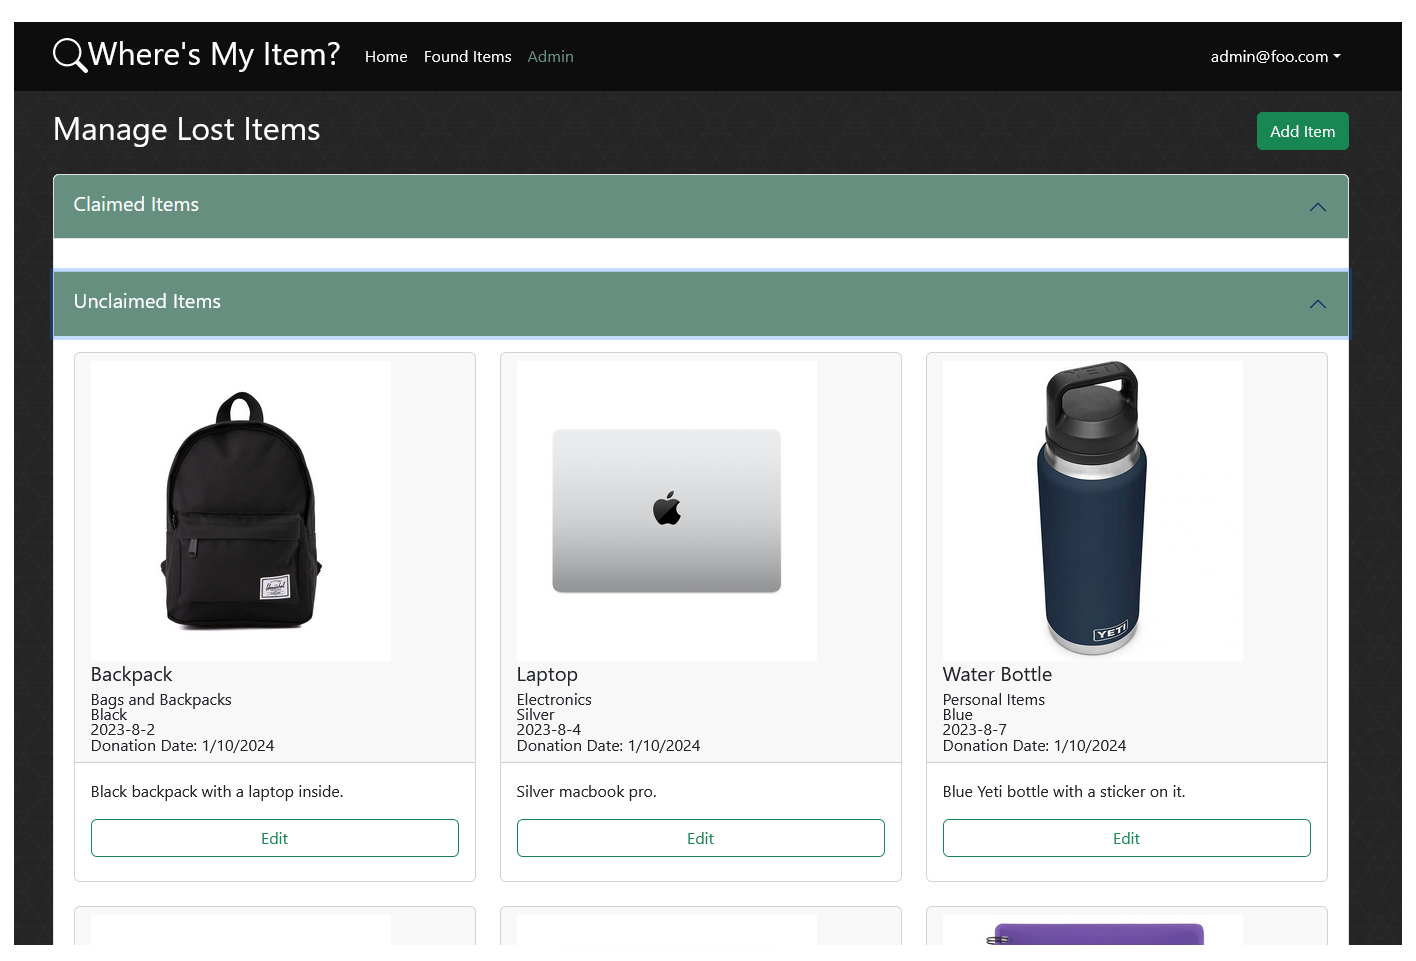 Where's My Item?
Home
Found Items
Admin
admin@foo.com
Manage Lost Items
Add Item
Claimed Items
Unclaimed Items
YETI
YETI
Backpack
Bags and Backpacks
Black
2023-8-2
Donation Date: 1/10/2024
Black backpack with a laptop inside.
Edit
Laptop
Electronics
Silver
2023-8-4
Donation Date: 1/10/2024
Silver macbook pro.
Edit
Water Bottle
Personal Items
Blue
2023-8-7
Donation Date: 1/10/2024
Blue Yeti bottle with a sticker on it.
Edit